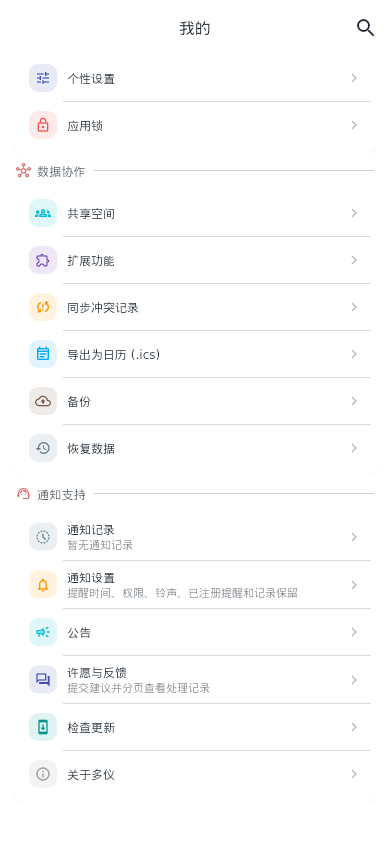 我的
个性设置
应用锁
数据协作
共享空间
扩展功能
同步冲突记录
导出为日历 (.ics)
备份
恢复数据
通知支持
通知记录
暂无通知记录
通知设置
提醒时间、权限、铃声、已注册提醒和记录保留
公告
许愿与反馈
提交建议并分页查看处理记录
检查更新
关于多仪